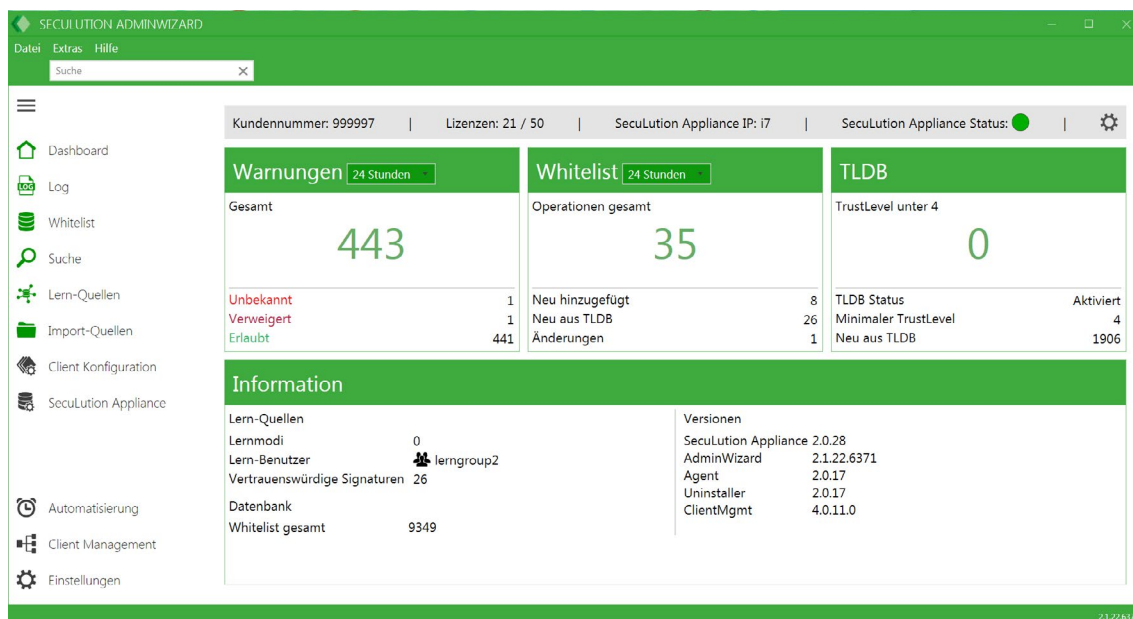 SECULUTION ADMINWIZARD
Datei Extras Hilfe
Suche
Kundennummer: 999997 | Lizenzen: 21 / 50 | SecuLution Appliance IP: i7 | SecuLution Appliance Status: |
Dashboard
LOG Log
Whitelist
Suche
Lern-Quellen
Import-Quellen
Client Konfiguration
SecuLution Appliance
Automatisierung
Client Management
Einstellungen
Warnungen 24 Stunden
Gesamt
443
Unbekannt 1
Verweigert 1
Erlaubt 441
Whitelist 24 Stunden
Operationen gesamt
35
Neu hinzugefügt 8
Neu aus TLDB 26
Änderungen 1
TLDB
TrustLevel unter 4
0
TLDB Status Aktiviert
Minimaler TrustLevel 4
Neu aus TLDB 1906
Information
Lern-Quellen
Lernmodi 0
Lern-Benutzer lerngroup2
Vertrauenswürdige Signaturen 26
Datenbank
Whitelist gesamt 9349
Versionen
SecuLution Appliance 2.0.28
AdminWizard 2.1.22.6371
Agent 2.0.17
Uninstaller 2.0.17
ClientMgmt 4.0.11.0
2.1.22.63